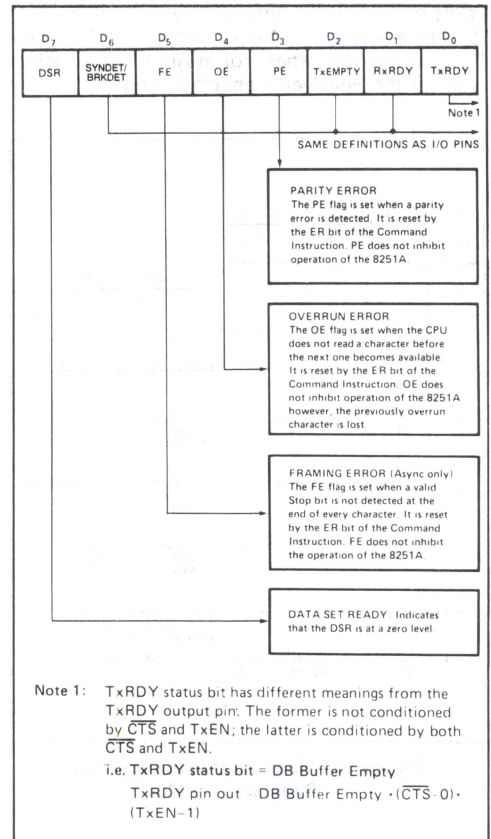 D7 D6 D5 D4 D3 D2 D1 D0
DSR SYNDET/ BRKDET FE OE PE TxEMPTY RxRDY TxRDY
Note 1
SAME DEFINITIONS AS I/O PINS
PARITY ERROR
The PE flag is set when a parity
error is detected. It is reset by
the ER bit of the Command
Instruction. PE does not inhibit
operation of the 8251A.
OVERRUN ERROR
The OE flag is set when the CPU
does not read a character before
the next one becomes available.
It is reset by the ER bit of the
Command Instruction. OE does
not inhibit operation of the 8251A
however, the previously overrun
character is lost.
FRAMING ERROR (Async only)
The FE flag is set when a valid
Stop bit is not detected at the
end of every character. It is reset
by the ER bit of the Command
Instruction. FE does not inhibit
the operation of the 8251A.
DATA SET READY: Indicates
that the DSR is at a zero level.
Note 1: TxRDY status bit has different meanings from the
TxRDY output pin. The former is not conditioned
by CTS and TxEN; the latter is conditioned by both
CTS and TxEN.
i.e. TxRDY status bit = DB Buffer Empty
TxRDY pin out - DB Buffer Empty ·(CTS-0)·
(TxEN-1)